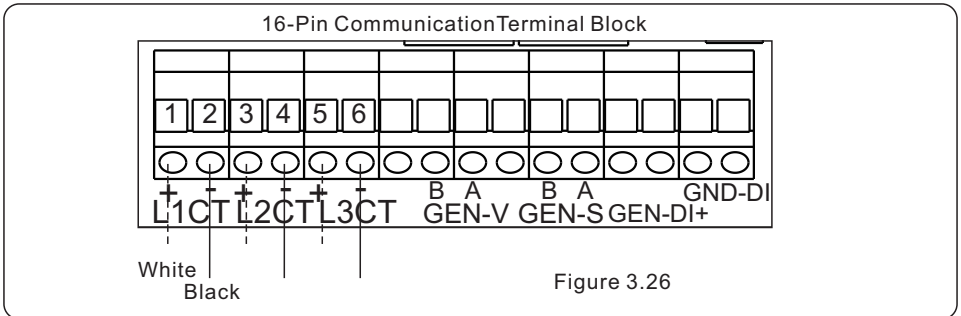 16-Pin CommunicationTerminal Block
1 2 3 4 5 6
+ - + - + - B A B A GND-DI
L1CT L2CT L3CT GEN-V GEN-S GEN-DI+
White
Black
Figure 3.26